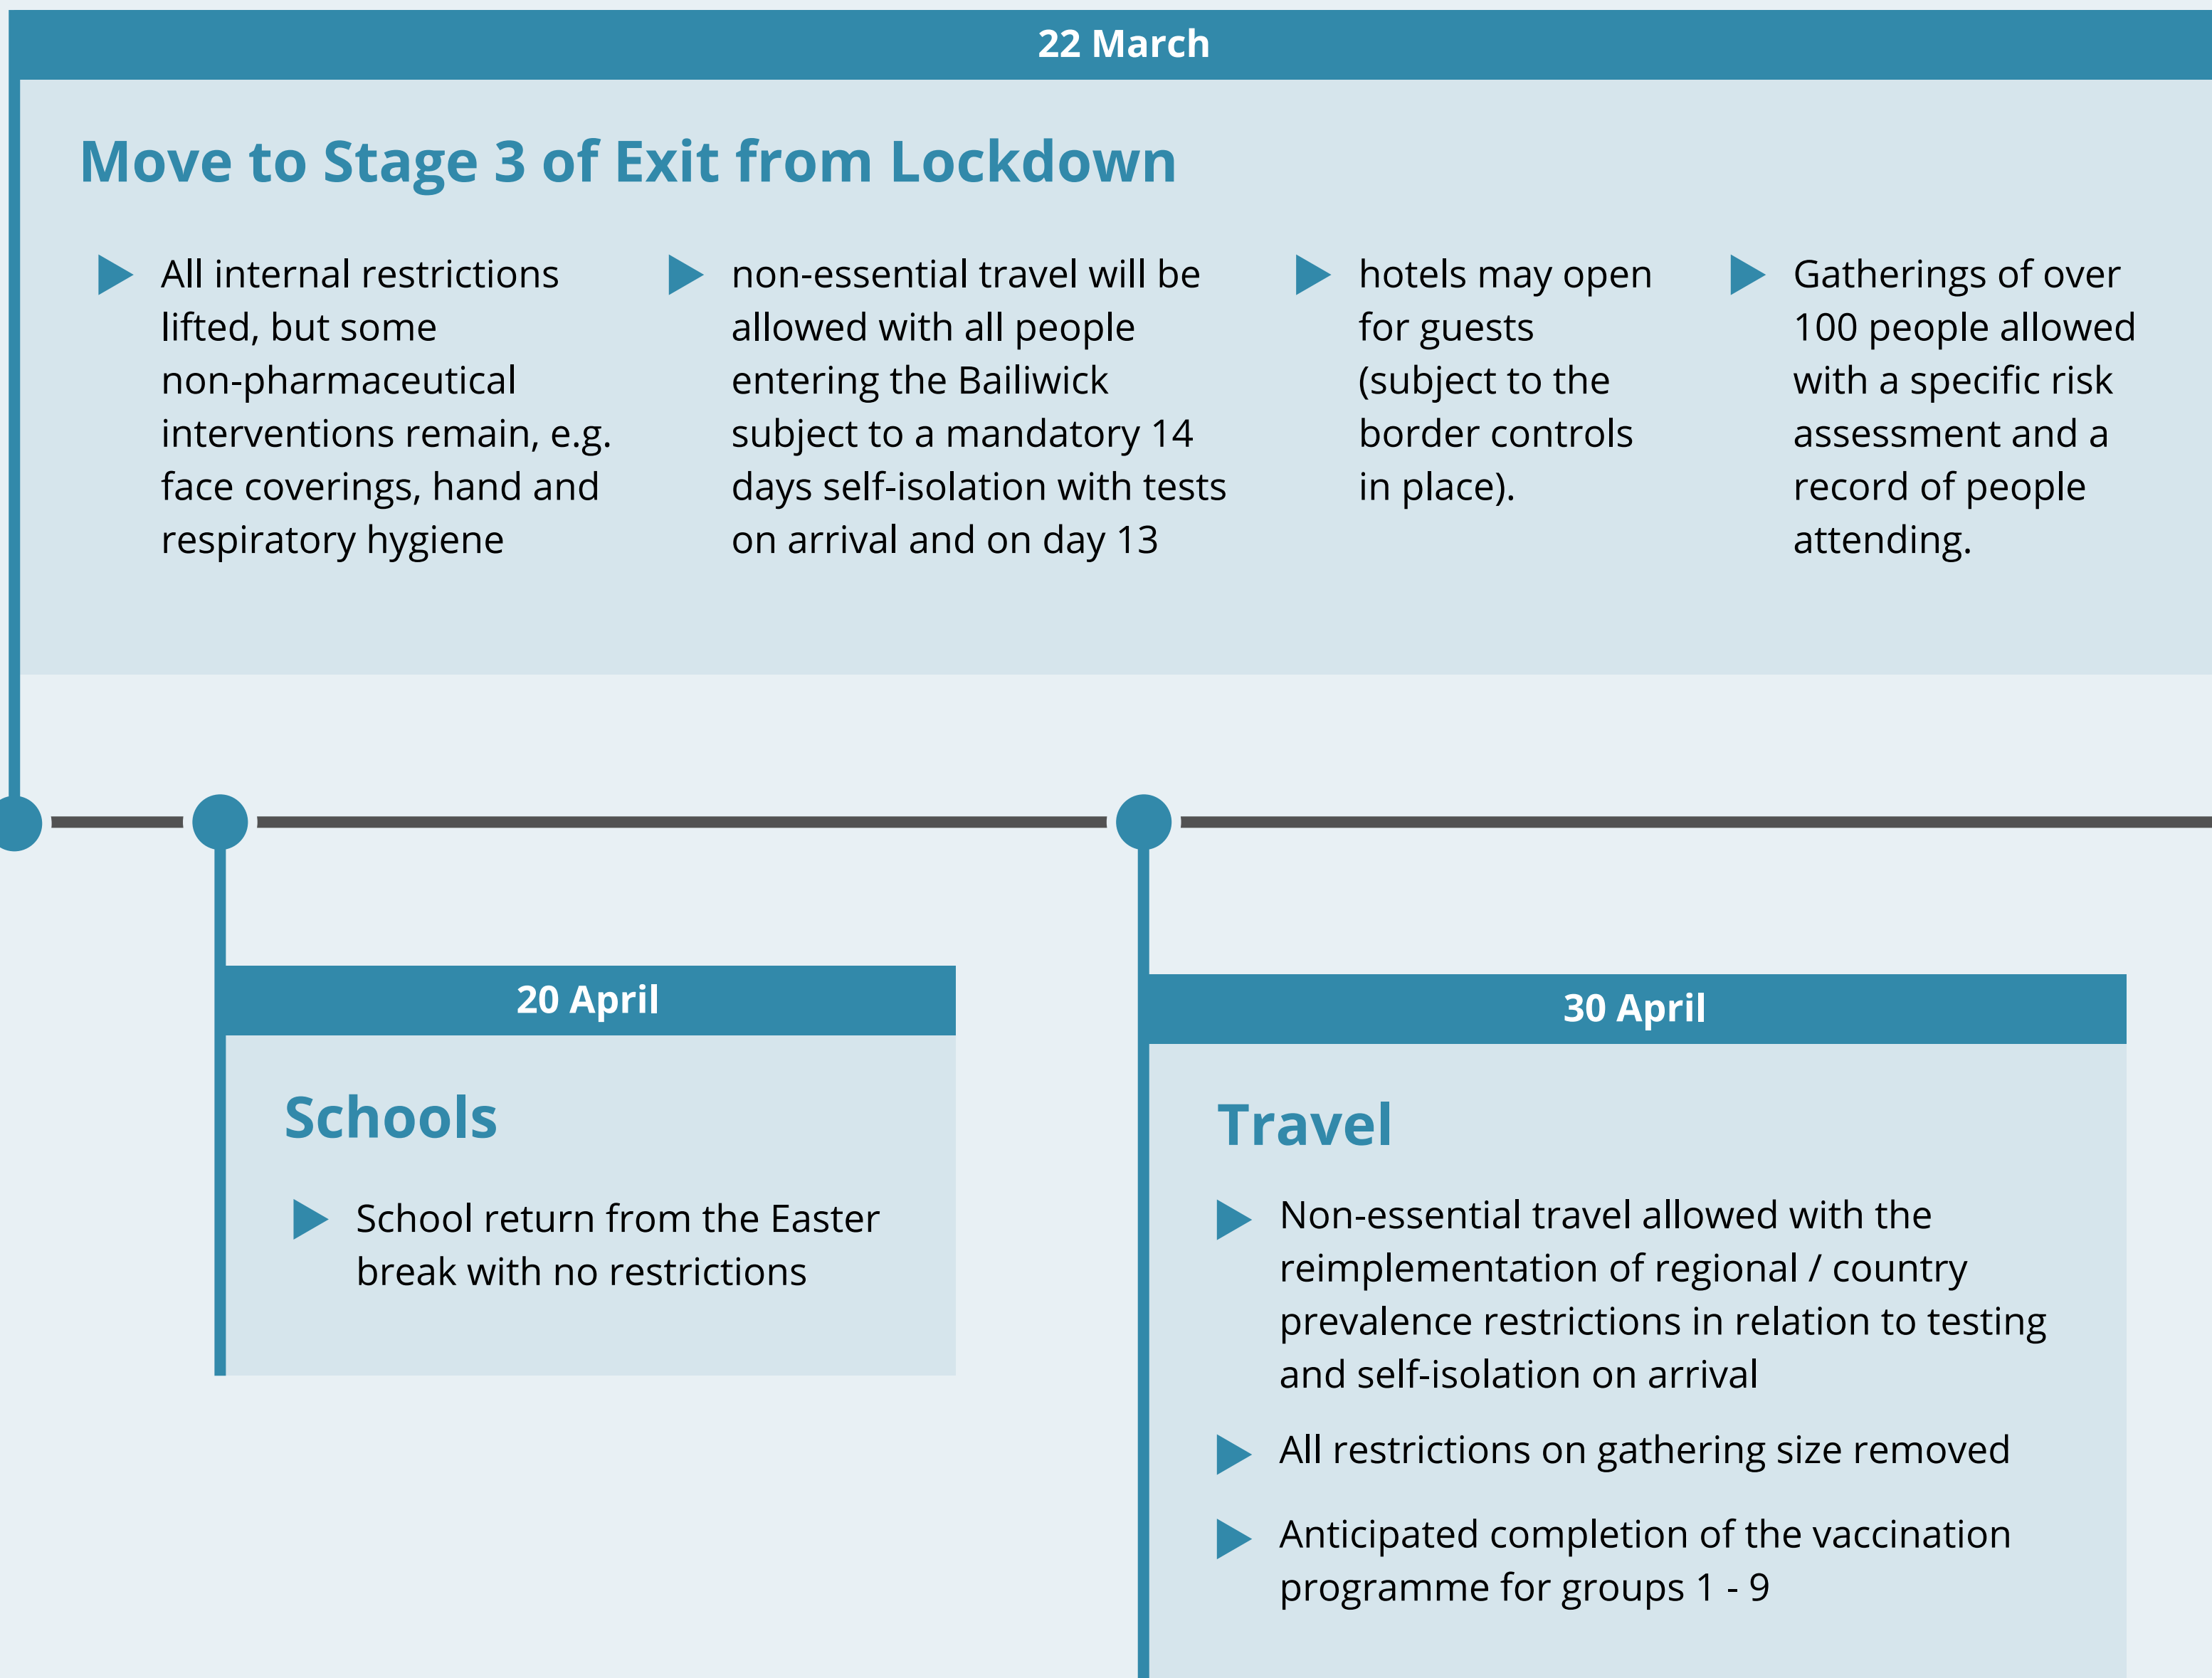 22 March
Move to Stage 3 of Exit from Lockdown
All internal restrictions
lifted, but some
non-pharmaceutical
interventions remain, e.g.
face coverings, hand and
respiratory hygiene
non-essential travel will be
allowed with all people
entering the Bailiwick
subject to a mandatory 14
days self-isolation with tests
on arrival and on day 13
hotels may open
for guests
(subject to the
border controls
in place).
Gatherings of over
100 people allowed
with a specific risk
assessment and a
record of people
attending.
20 April
Schools
School return from the Easter
break with no restrictions
30 April
Travel
Non-essential travel allowed with the
reimplementation of regional / country
prevalence restrictions in relation to testing
and self-isolation on arrival
All restrictions on gathering size removed
Anticipated completion of the vaccination
programme for groups 1 - 9